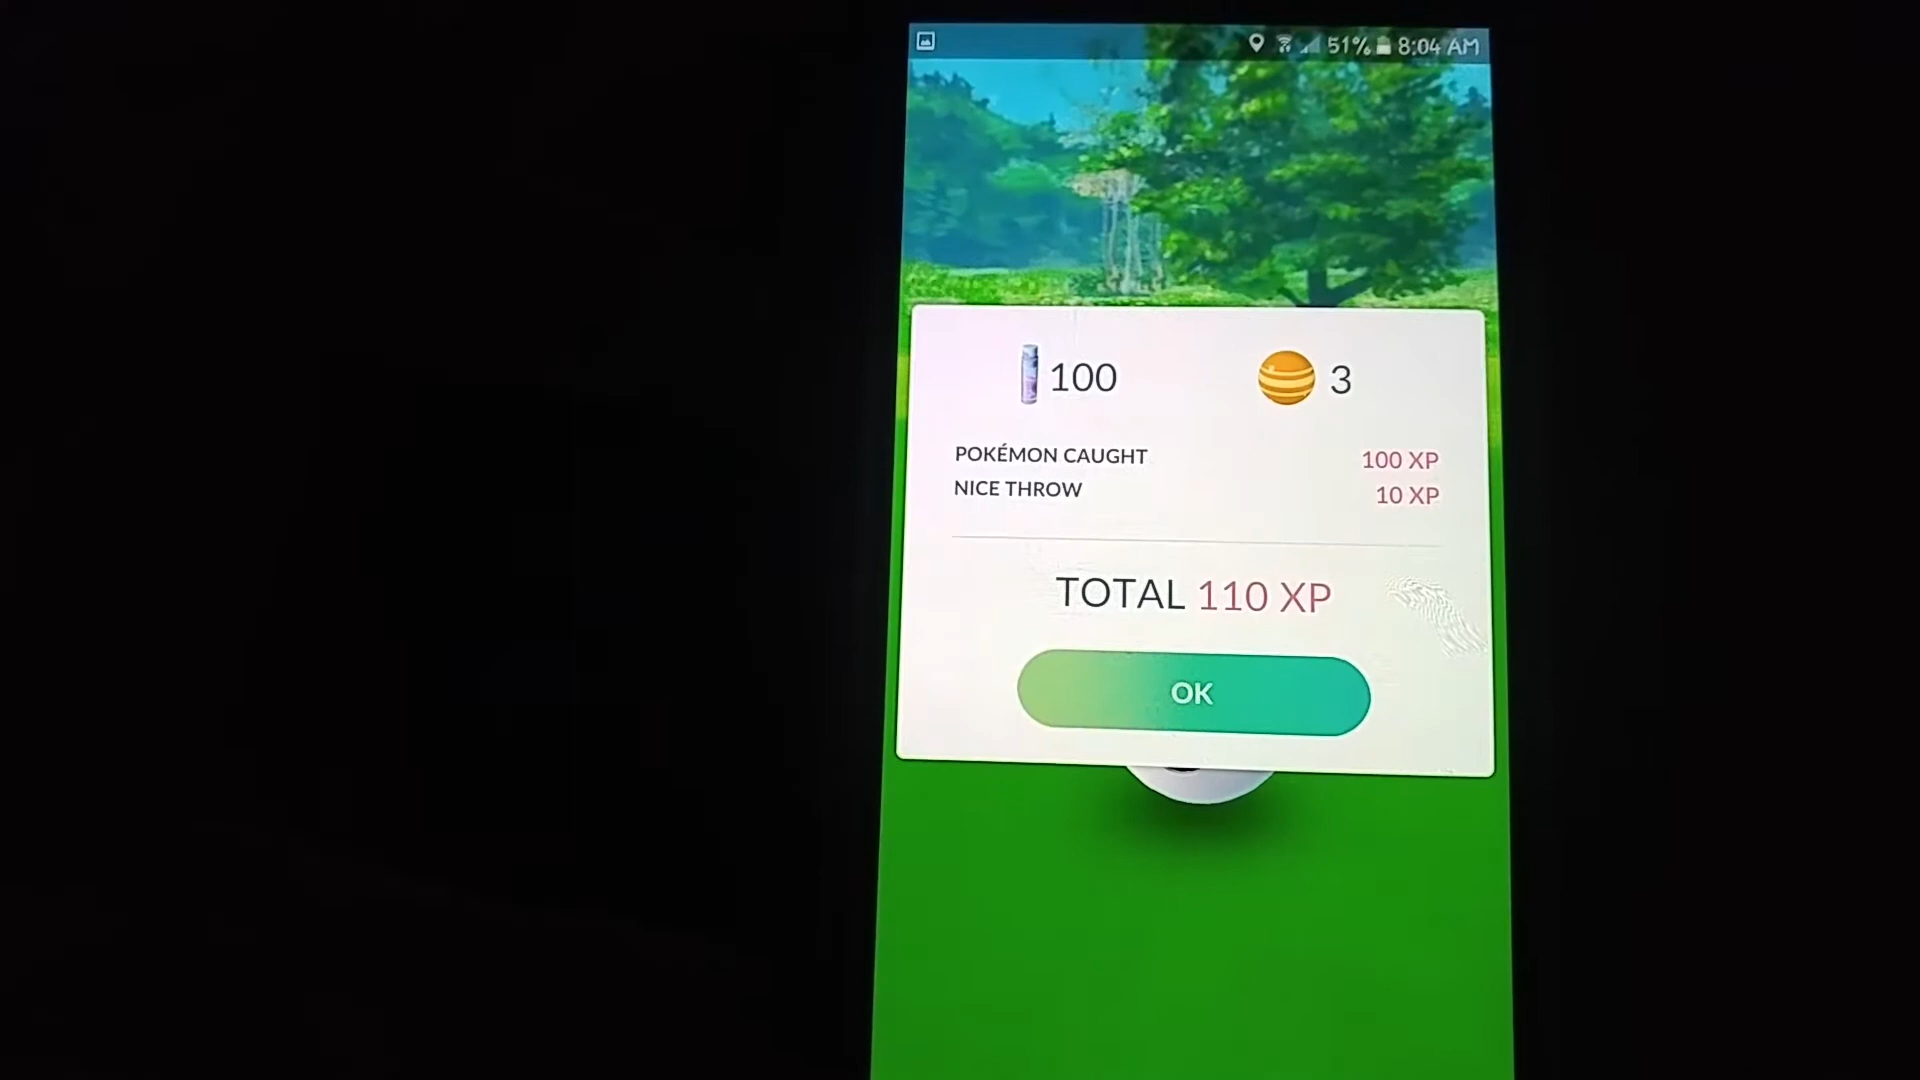 51% 8:04 AM
100 3
POKÉMON CAUGHT 100 XP
NICE THROW 10 XP
TOTAL 110 XP
OK